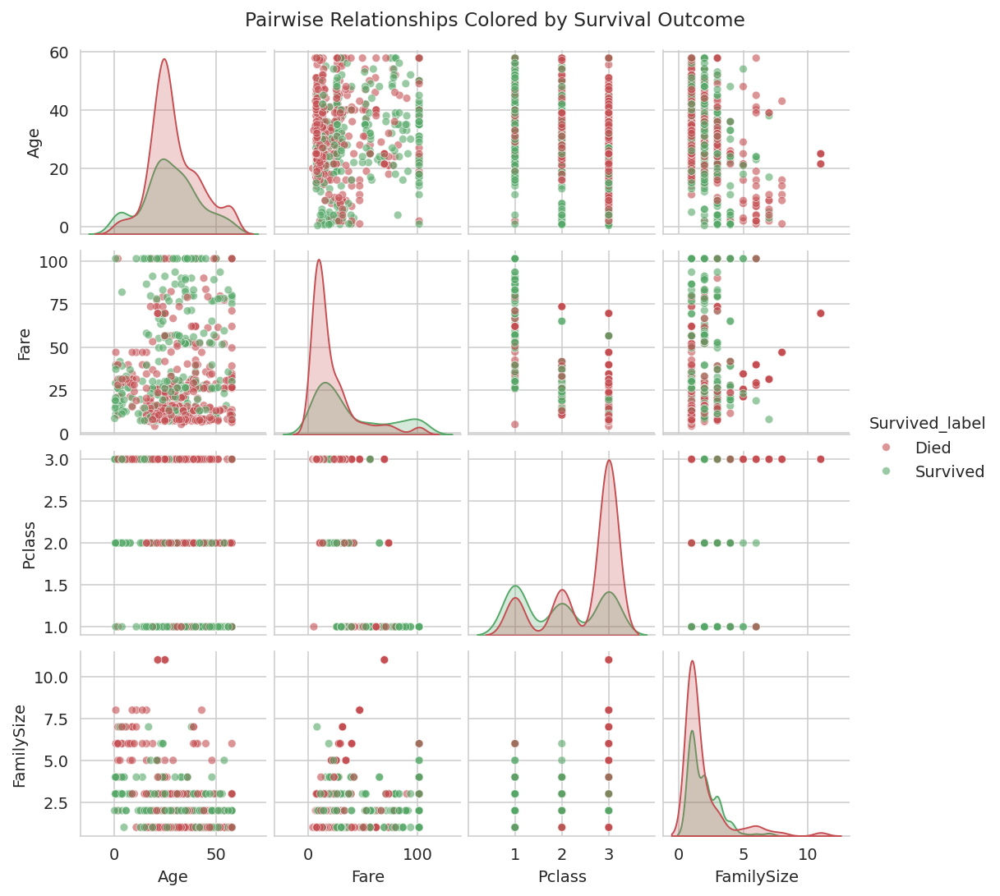 Pairwise Relationships Colored by Survival Outcome
60
40
20
0
Age
100
75
50
25
0
Fare
3.0
2.5
2.0
1.5
1.0
Pclass
10.0
7.5
5.0
2.5
FamilySize
0 50
0 100
1 2 3
0 5 10
Age
Fare
Pclass
FamilySize
Survived_label
Died
Survived